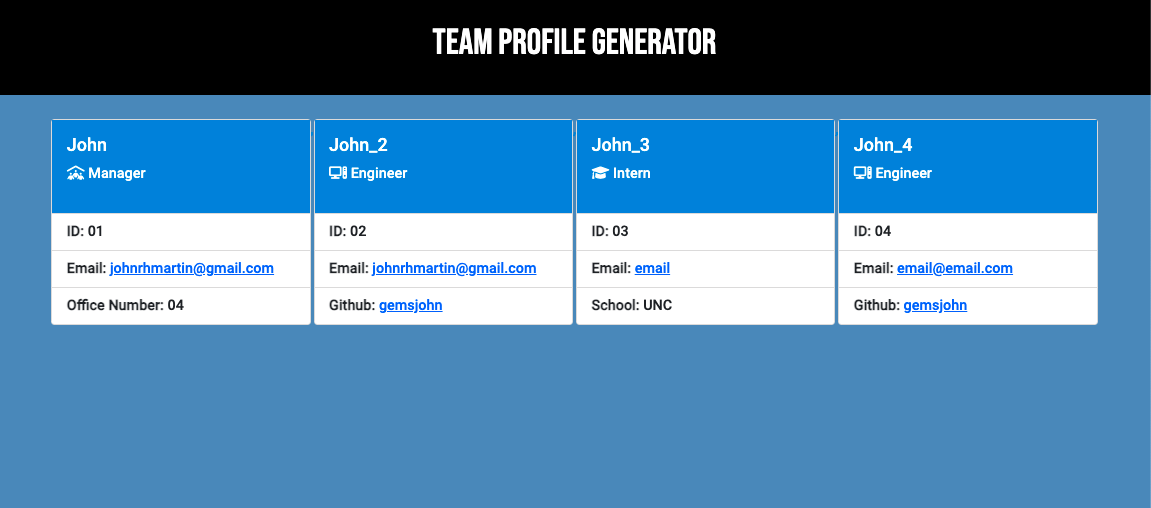 TEAM PROFILE GENERATOR
John
Manager
ID: 01
Email: johnrhmartin@gmail.com
Office Number: 04
John_2
Engineer
ID: 02
Email: johnrhmartin@gmail.com
Github: gemsjohn
John_3
Intern
ID: 03
Email: email
School: UNC
John_4
Engineer
ID: 04
Email: email@email.com
Github: gemsjohn